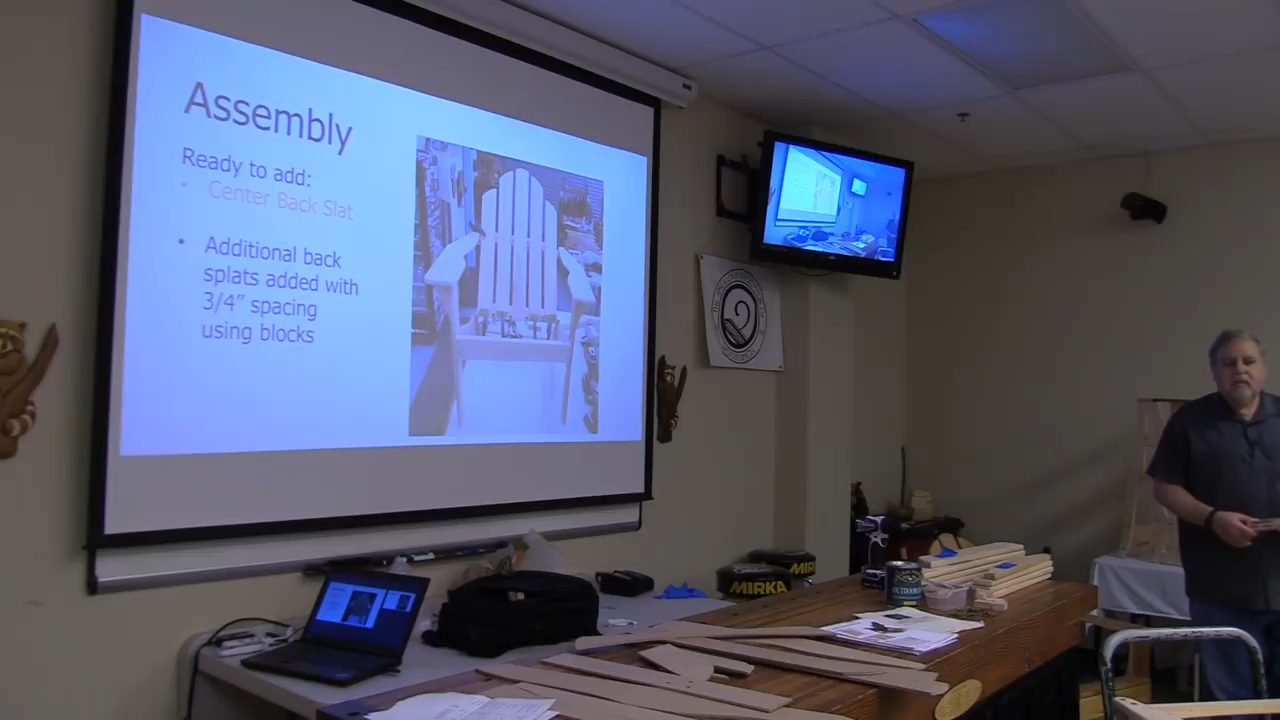 Assembly
Ready to add:
• Center Back Slat
• Additional back
splats added with
3/4" spacing
using blocks
MIRKA
MIRKA
OUTDOOR